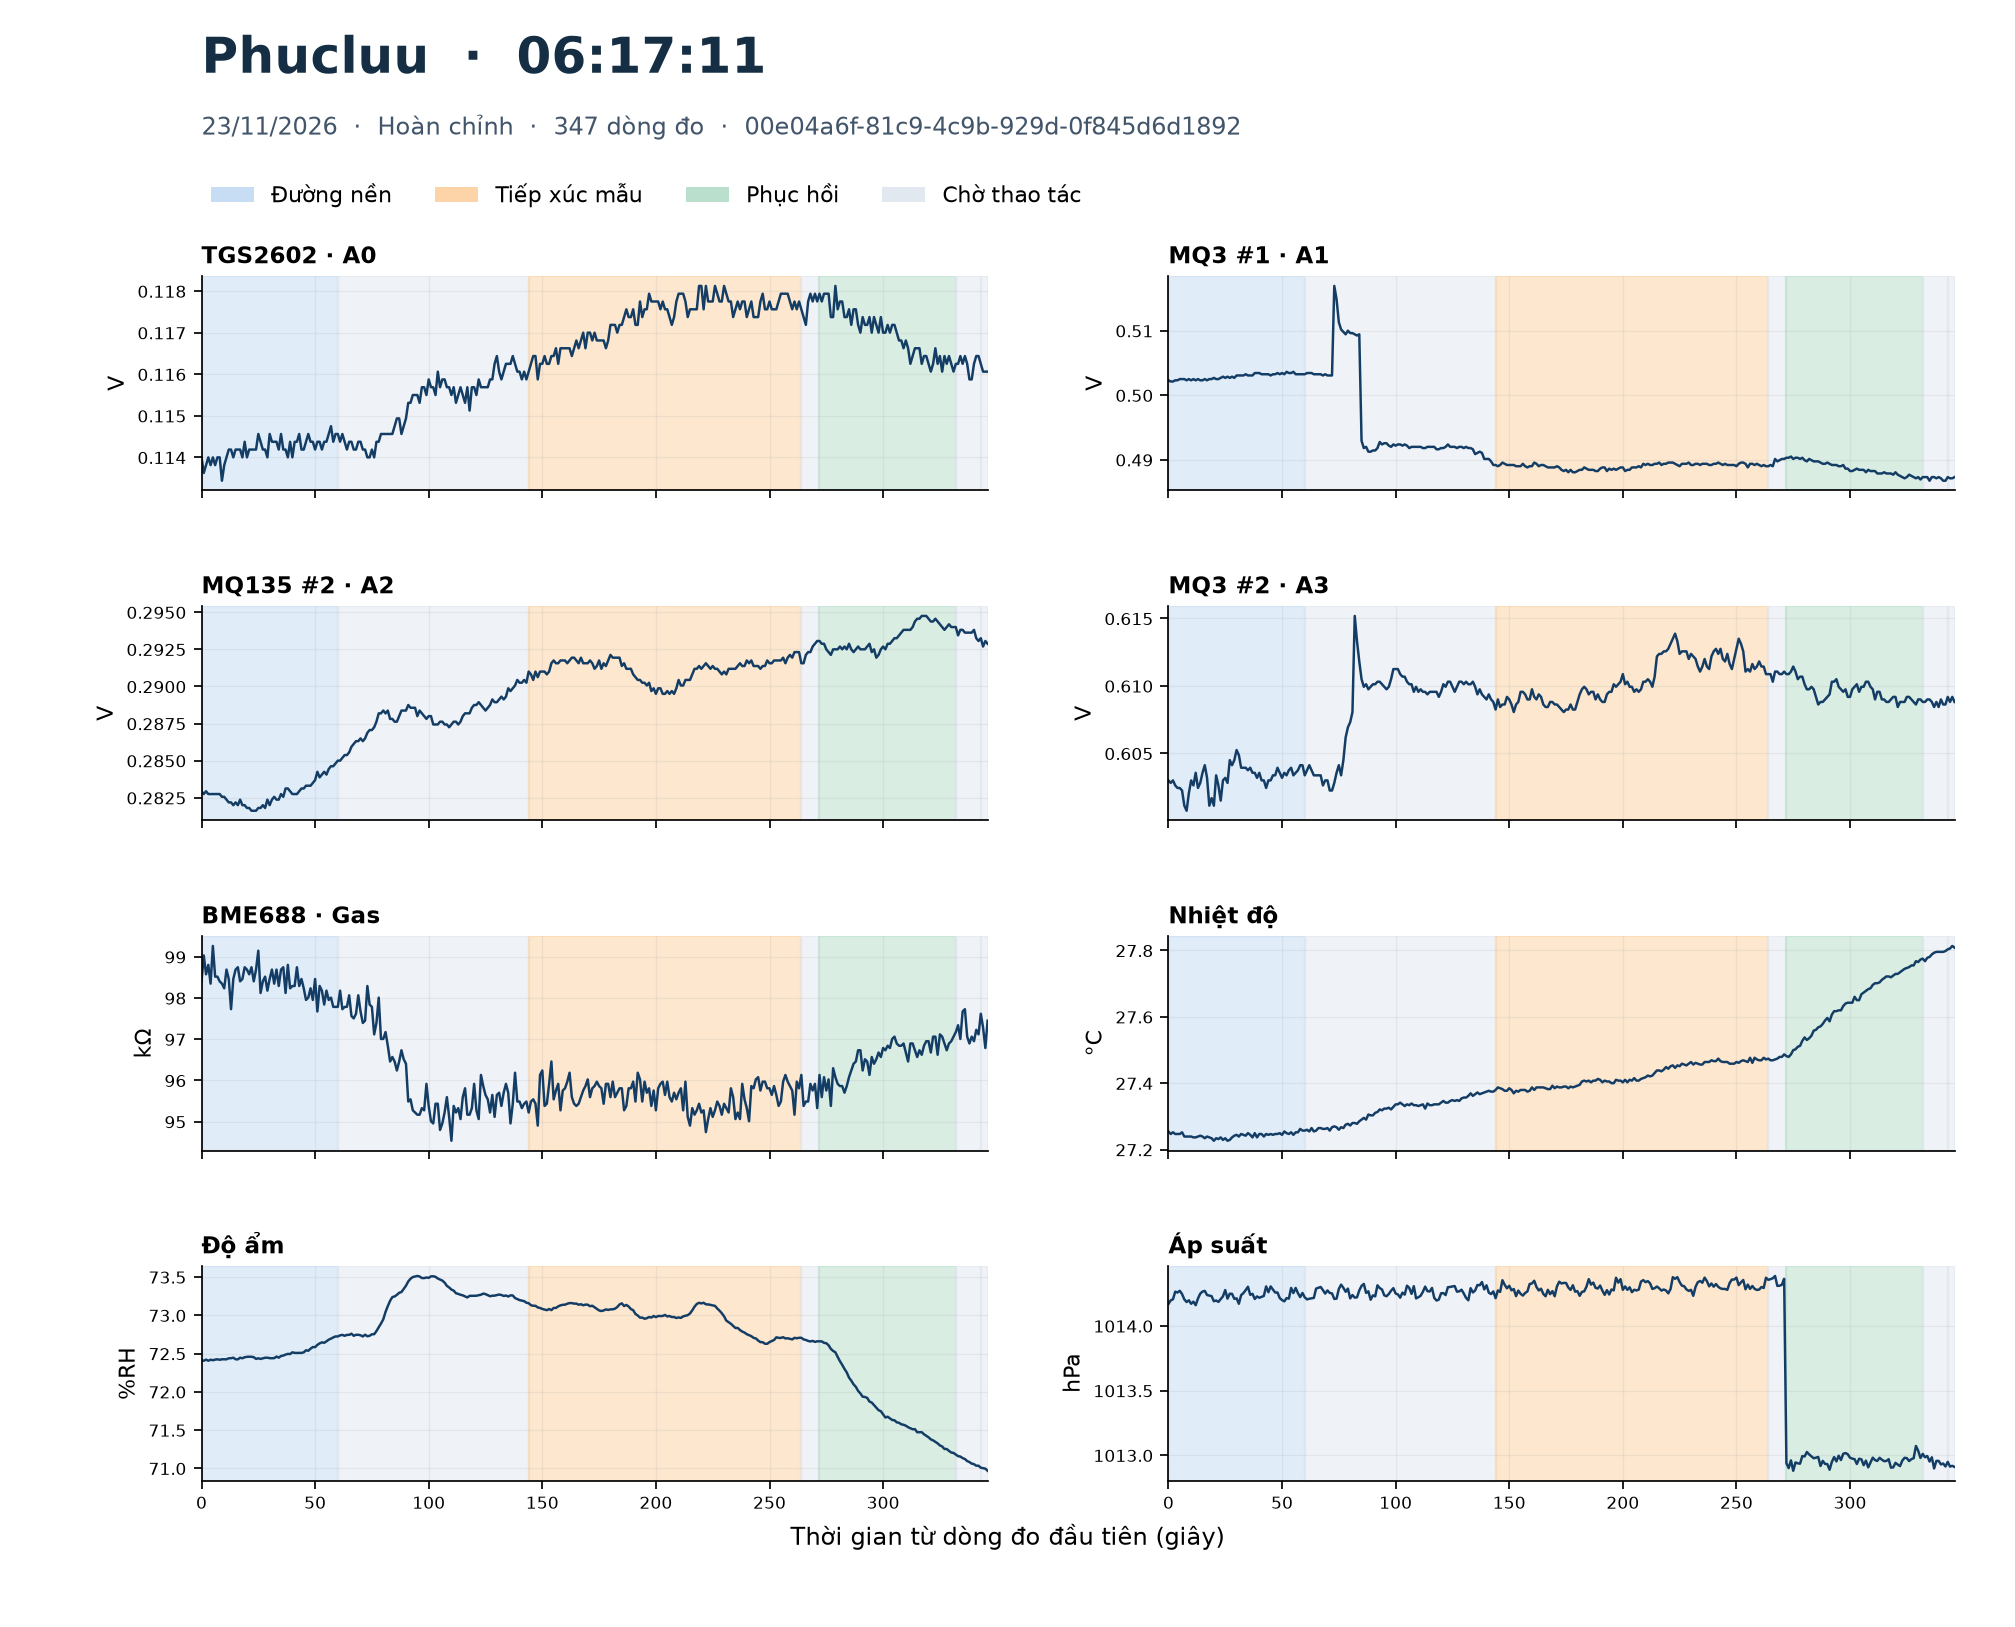 Phucluu · 06:17:11
23/11/2026 · Hoàn chỉnh · 347 dòng đo · 00e04a6f-81c9-4c9b-929d-0f845d6d1892
Đường nền Tiếp xúc mẫu Phục hồi Chờ thao tác
TGS2602 · A0
V
0.118
0.117
0.116
0.115
0.114
MQ3 #1 · A1
V
0.51
0.50
0.49
MQ135 #2 · A2
V
0.2950
0.2925
0.2900
0.2875
0.2850
0.2825
MQ3 #2 · A3
V
0.615
0.610
0.605
BME688 · Gas
kΩ
99
98
97
96
95
Nhiệt độ
°C
27.8
27.6
27.4
27.2
Độ ẩm
%RH
73.5
73.0
72.5
72.0
71.5
71.0
0 50 100 150 200 250 300
Áp suất
hPa
1014.0
1013.5
1013.0
0 50 100 150 200 250 300
Thời gian từ dòng đo đầu tiên (giây)